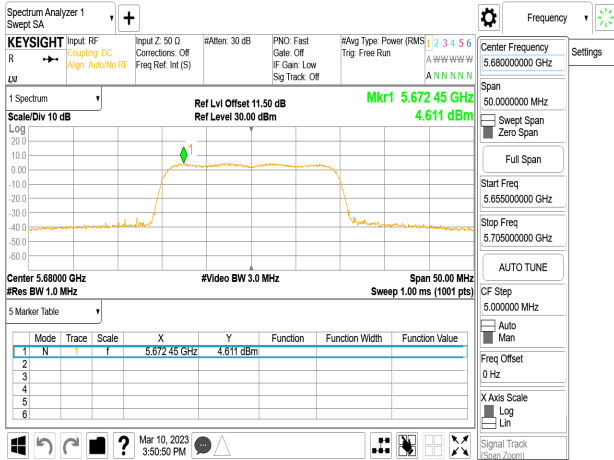 Spectrum Analyzer 1
Swept SA
+
Frequency
Settings
KEYSIGHT
R
LXI
Input: RF
Coupling: DC
Align: Auto/No RF
Input Z: 50 Ω
Corrections: Off
Freq Ref: Int (S)
#Atten: 30 dB
PNO: Fast
Gate: Off
IF Gain: Low
Sig Track: Off
#Avg Type: Power (RMS
Trig: Free Run
1 2 3 4 5 6
A W W W W W
A N N N N N
1 Spectrum
Scale/Div 10 dB
Log
Ref Lvl Offset 11.50 dB
Ref Level 30.00 dBm
Mkr1 5.672 45 GHz
4.611 dBm
1
20.0
10.0
0.00
-10.0
-20.0
-30.0
-40.0
-50.0
-60.0
Center 5.68000 GHz
#Video BW 3.0 MHz
Span 50.00 MHz
#Res BW 1.0 MHz
Sweep 1.00 ms (1001 pts)
5 Marker Table
Mode Trace Scale X Y Function Function Width Function Value
1 N 1 f 5.672 45 GHz 4.611 dBm
2
3
4
5
6
?
Mar 10, 2023
3:50:50 PM
Center Frequency
5.680000000 GHz
Span
50.0000000 MHz
Swept Span
Zero Span
Full Span
Start Freq
5.655000000 GHz
Stop Freq
5.705000000 GHz
AUTO TUNE
CF Step
5.000000 MHz
Auto
Man
Freq Offset
0 Hz
X Axis Scale
Log
Lin
Signal Track
(Span Zoom)